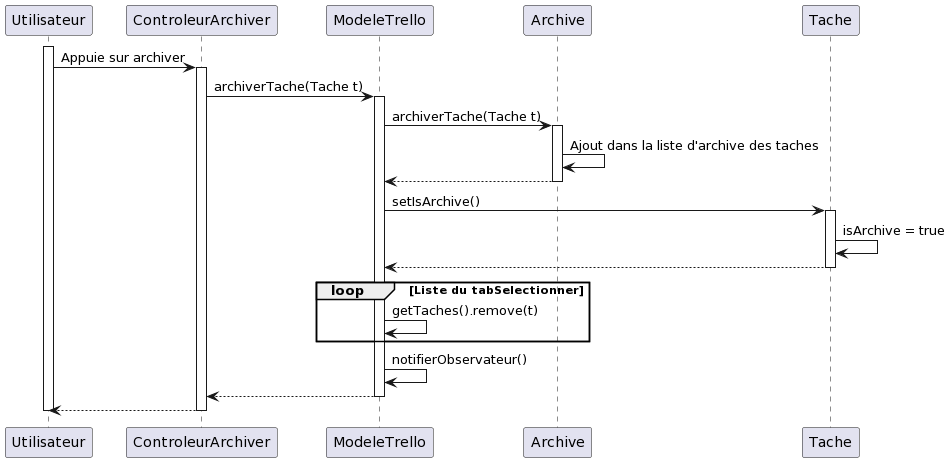 Utilisateur
ControleurArchiver
ModeleTrello
Archive
Tache
Appuie sur archiver
archiverTache(Tache t)
archiverTache(Tache t)
Ajout dans la liste d'archive des taches
setIsArchive()
isArchive = true
loop
[Liste du tabSelectionner]
getTaches().remove(t)
notifierObservateur()
Utilisateur
ControleurArchiver
ModeleTrello
Archive
Tache